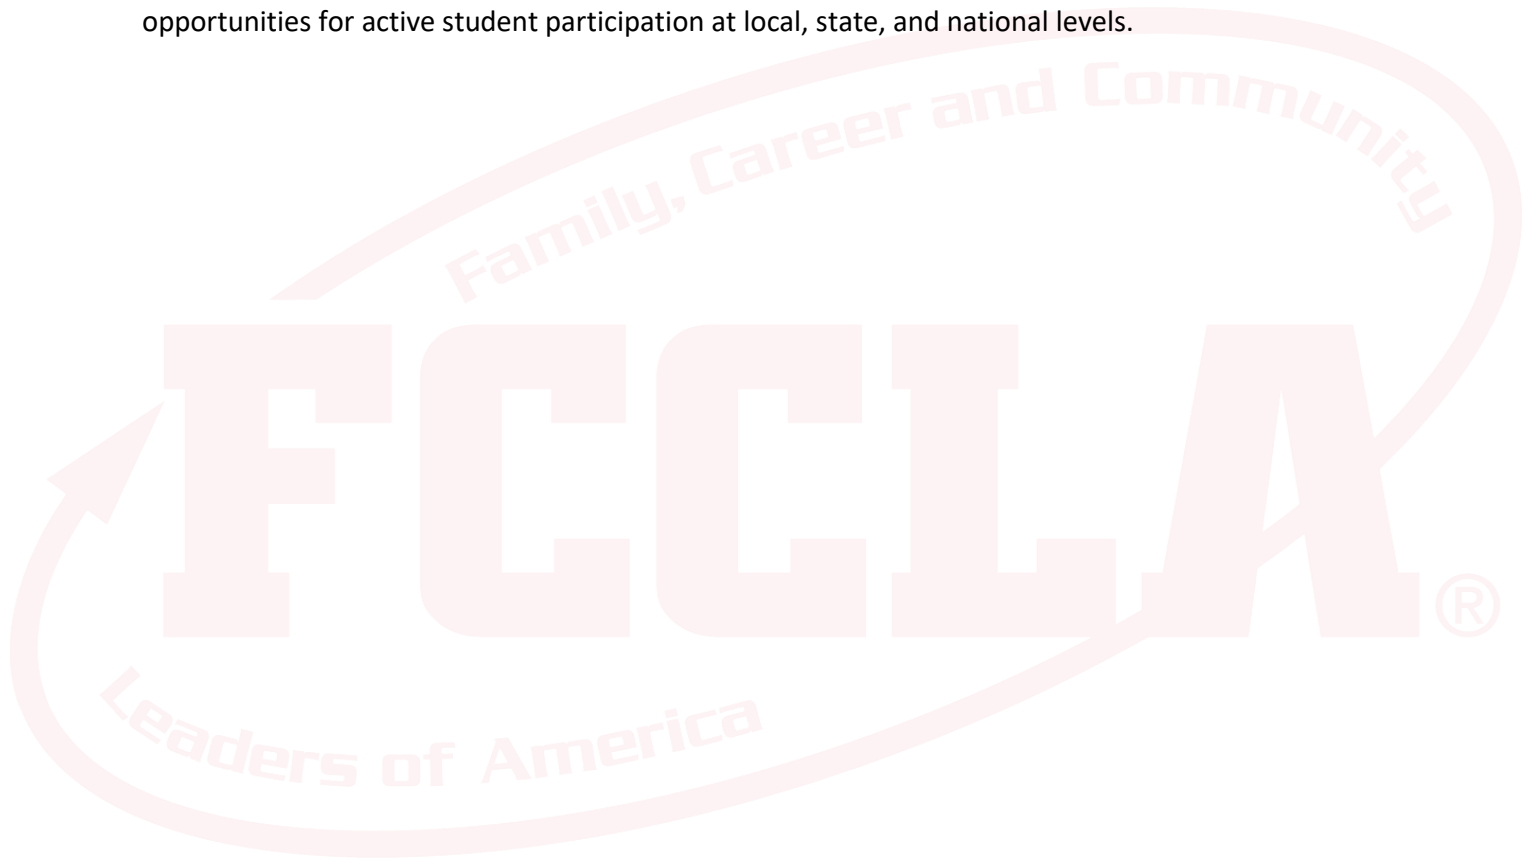 opportunities for active student participation at local, state, and national levels.
Family, Career and Community
FCCLA®
Leaders of America